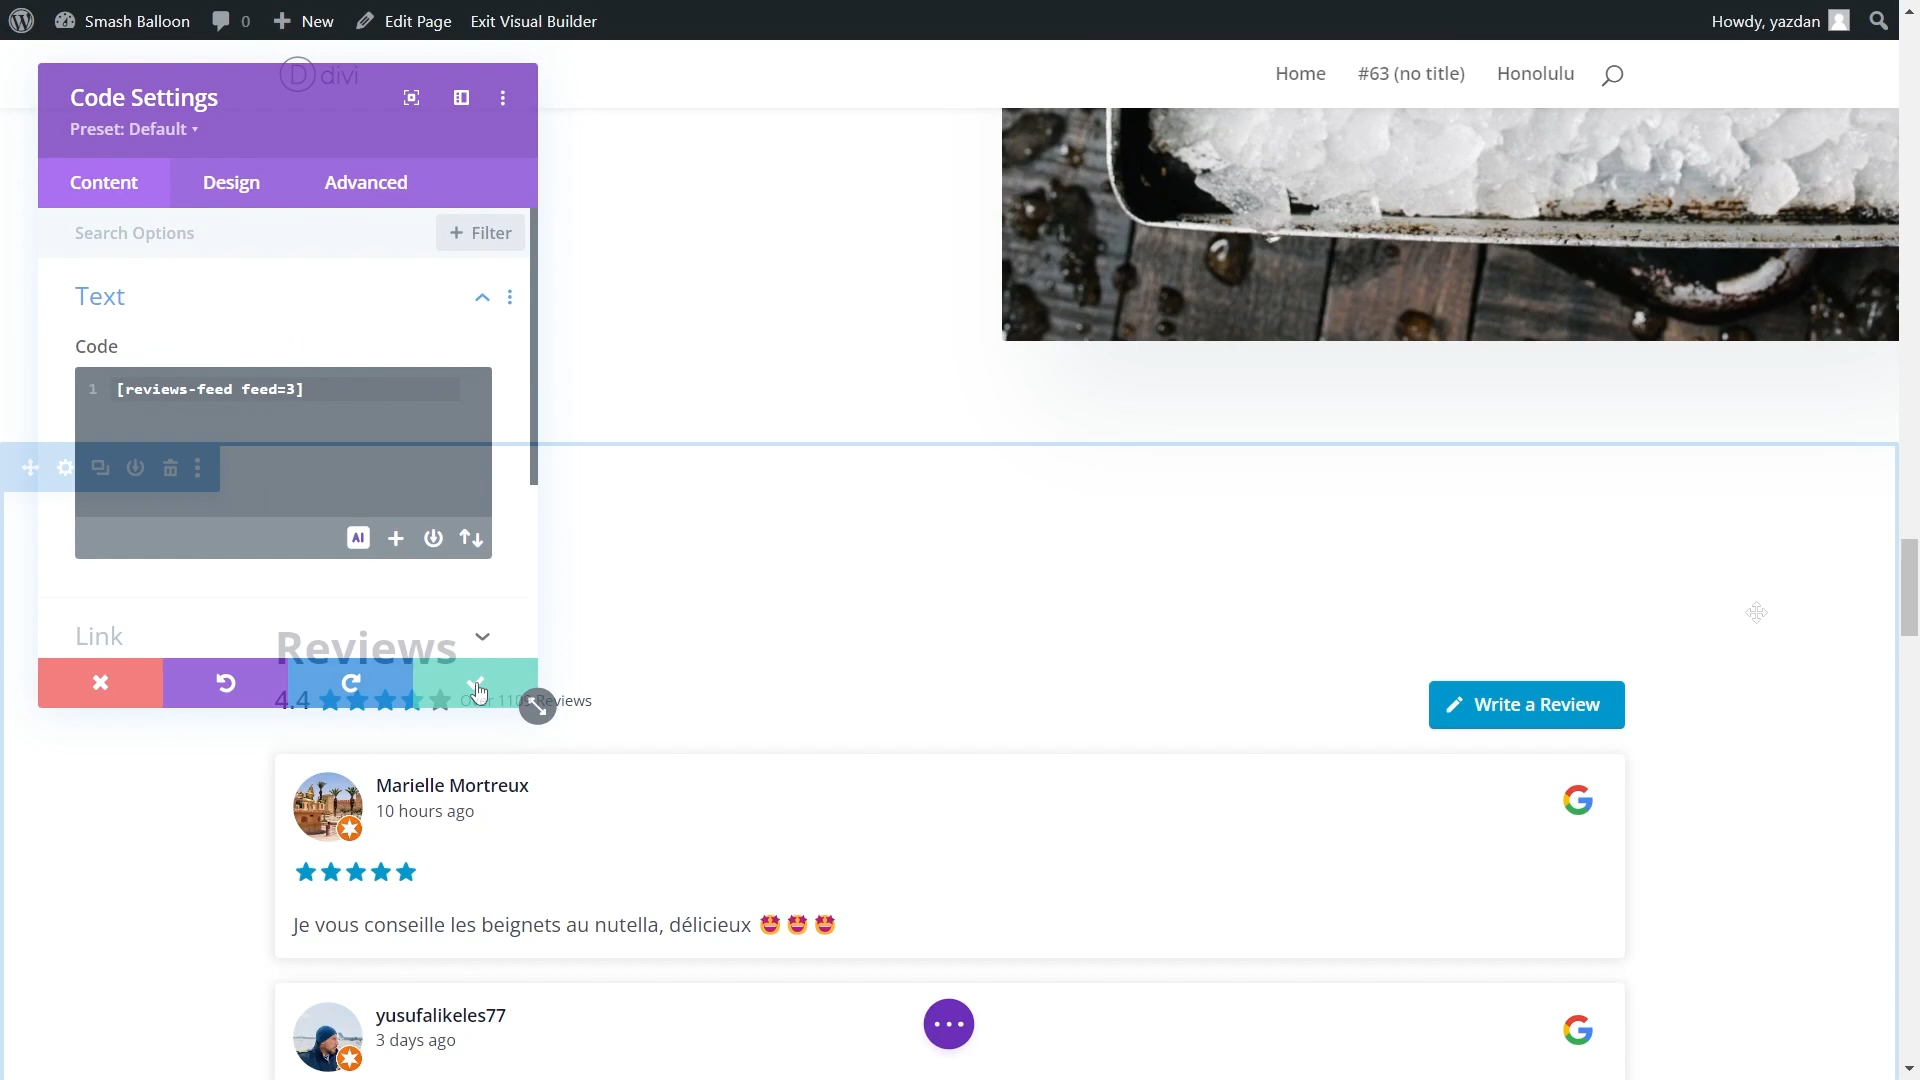 Smash Balloon 0 New Edit Page Exit Visual Builder Howdy, yazdan
D divi Home #63 (no title) Honolulu
Code Settings
Preset: Default
Content Design Advanced
Search Options + Filter
Text
Code
1 [reviews-feed feed=3]
AI
Link
Reviews
4.4 Reviews
Write a Review
Marielle Mortreux
10 hours ago
G
Je vous conseille les beignets au nutella, délicieux 🤩 🤩 🤩
yusufalikeles77
3 days ago
G